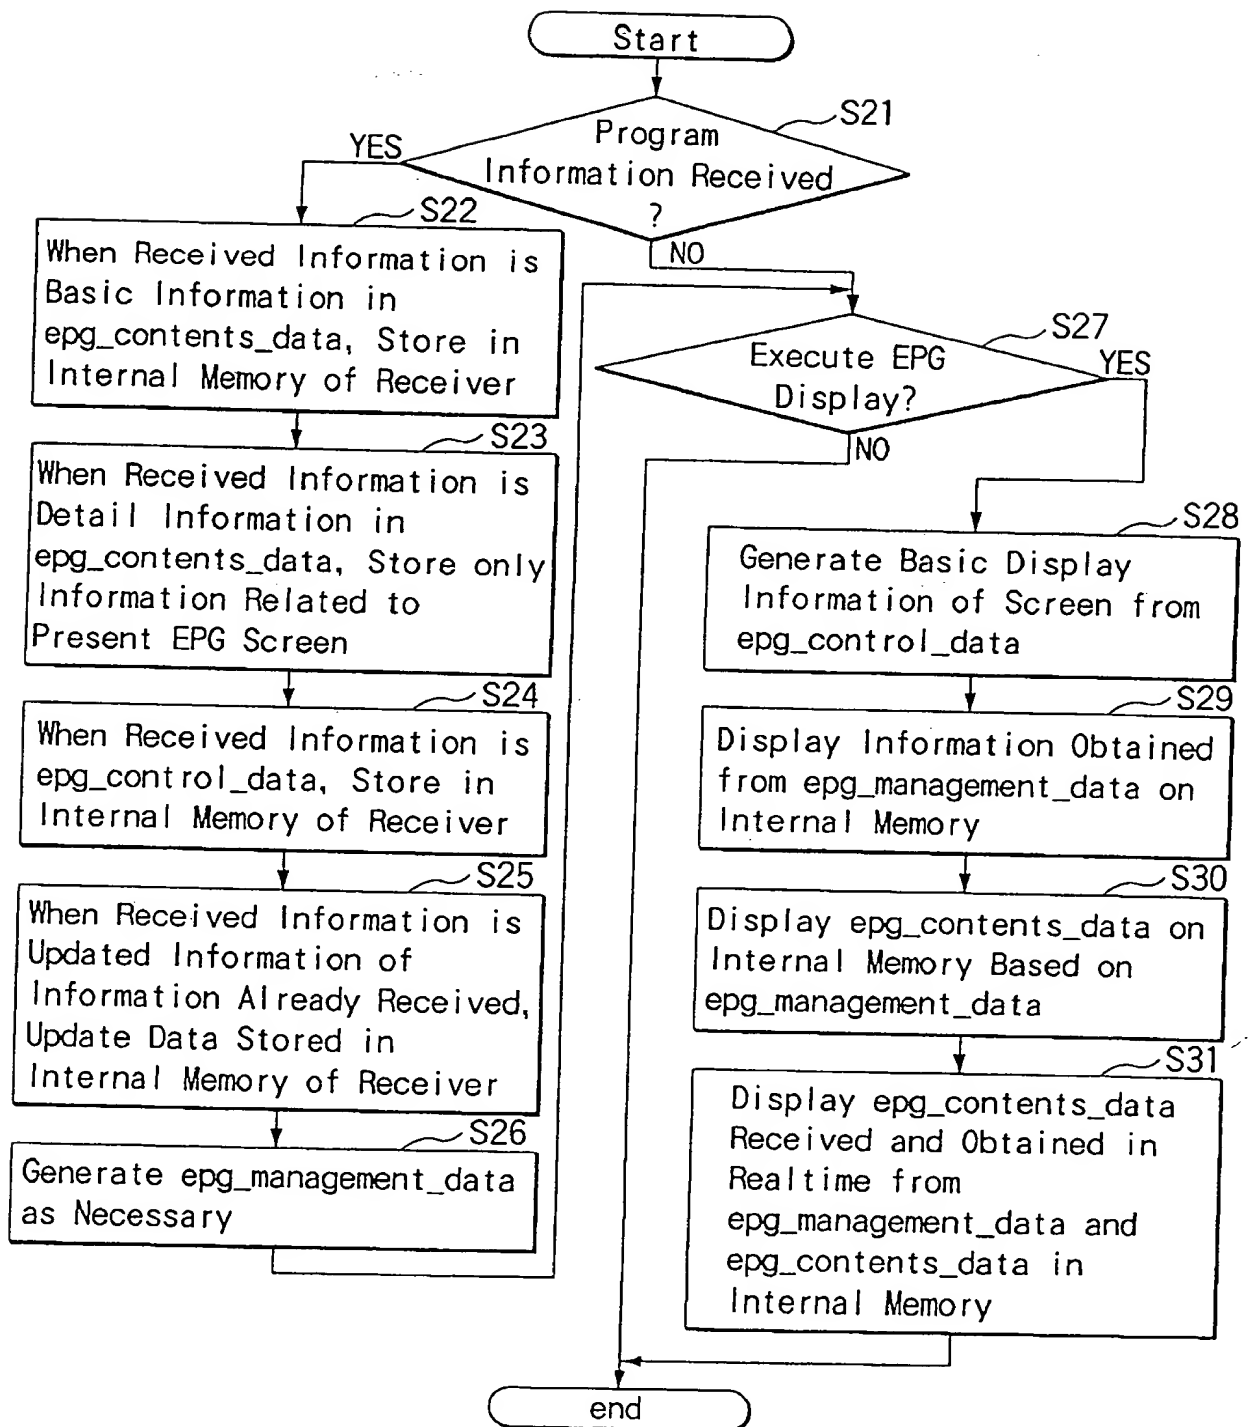 Start
S21
Program
Information Received
?
YES
NO
S22
When Received Information is
Basic Information in
epg_contents_data, Store in
Internal Memory of Receiver
S23
When Received Information is
Detail Information in
epg_contents_data, Store only
Information Related to
Present EPG Screen
S24
When Received Information is
epg_control_data, Store in
Internal Memory of Receiver
S25
When Received Information is
Updated Information of
Information Already Received,
Update Data Stored in
Internal Memory of Receiver
S26
Generate epg_management_data
as Necessary
S27
Execute EPG
Display?
YES
NO
S28
Generate Basic Display
Information of Screen from
epg_control_data
S29
Display Information Obtained
from epg_management_data on
Internal Memory
S30
Display epg_contents_data on
Internal Memory Based on
epg_management_data
S31
Display epg_contents_data
Received and Obtained in
Realtime from
epg_management_data and
epg_contents_data in
Internal Memory
end